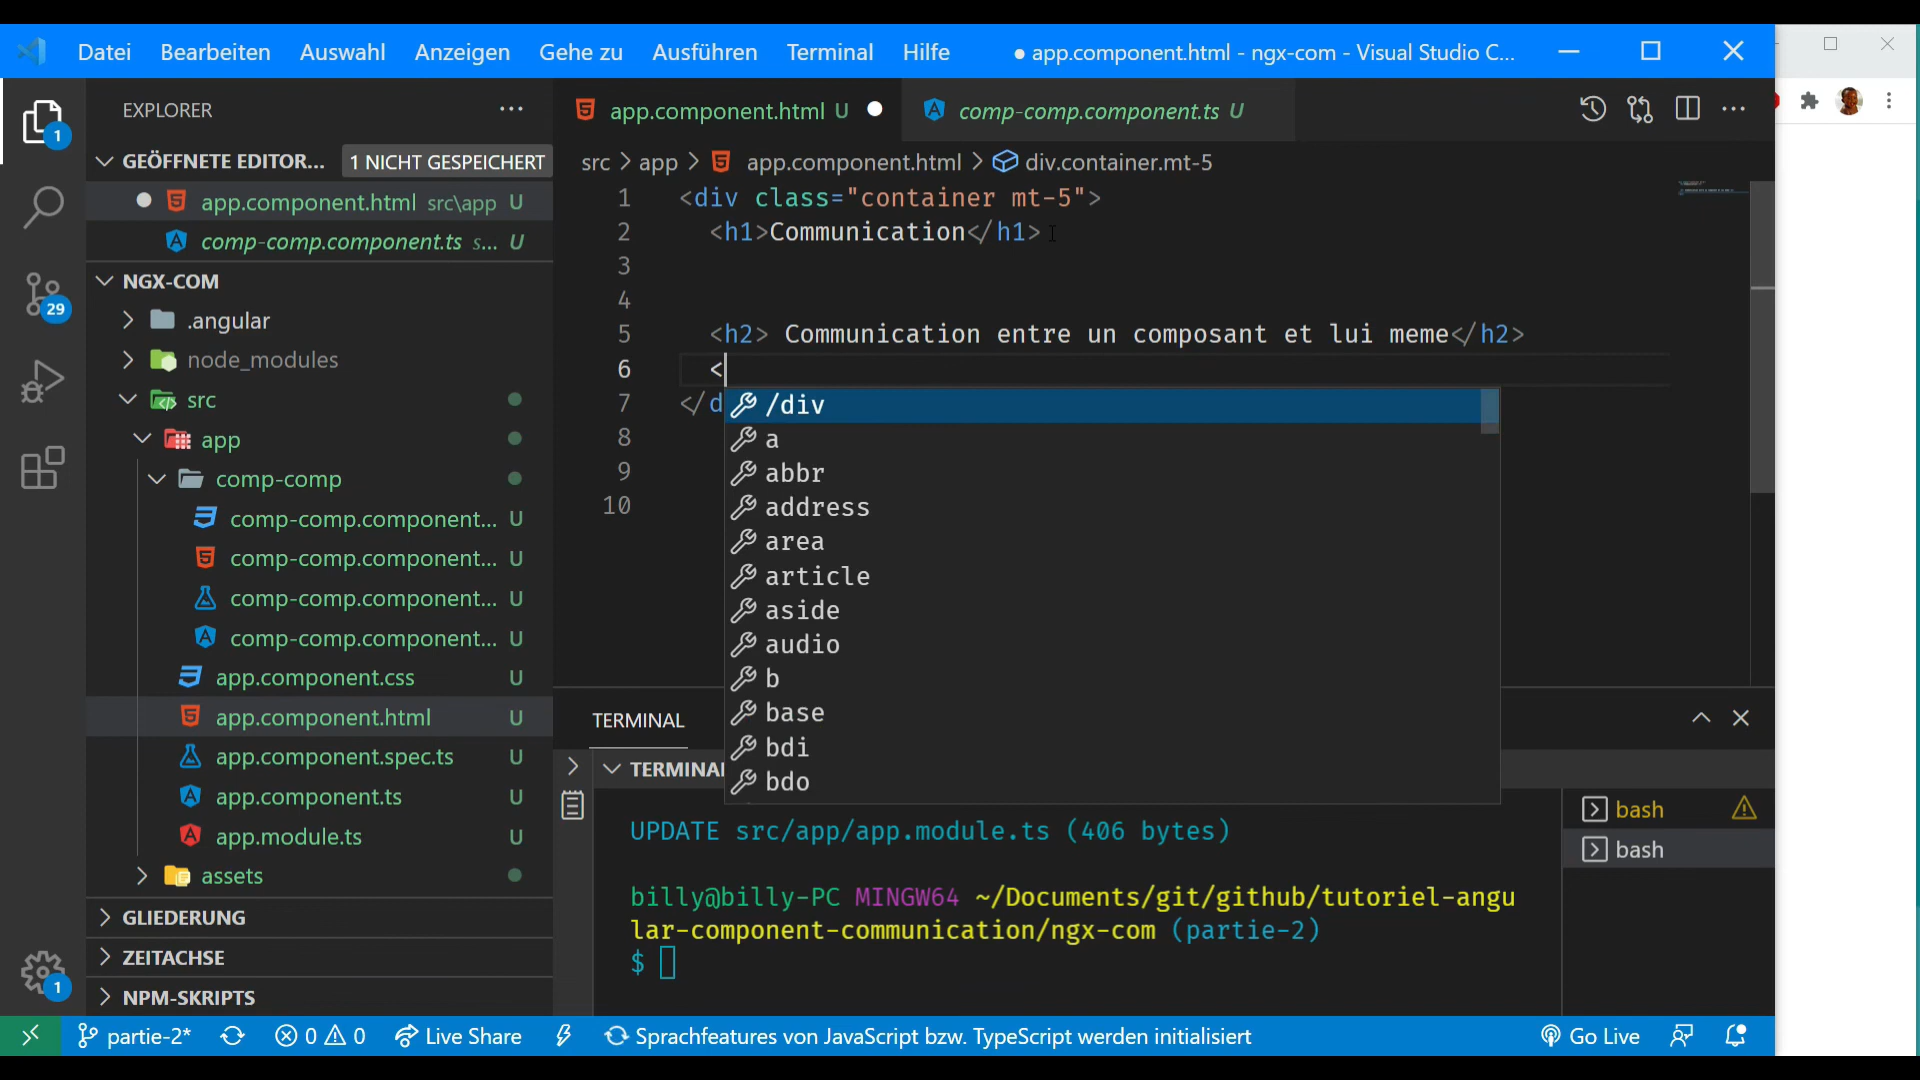 Datei Bearbeiten Auswahl Anzeigen Gehe zu Ausführen Terminal Hilfe ● app.component.html - ngx-com - Visual Studio C...
EXPLORER
GEÖFFNETE EDITOR... 1 NICHT GESPEICHERT
app.component.html src\app U
comp-comp.component.ts s... U
NGX-COM
.angular
node_modules
src
app
comp-comp
comp-comp.component... U
comp-comp.component... U
comp-comp.component... U
comp-comp.component... U
app.component.css U
app.component.html U
app.component.spec.ts U
app.component.ts U
app.module.ts U
assets
GLIEDERUNG
ZEITACHSE
NPM-SKRIPTS
1
29
1
app.component.html U
comp-comp.component.ts U
src > app > app.component.html > div.container.mt-5
1 <div class="container mt-5">
2 <h1>Communication</h1>
3
4
5 <h2> Communication entre un composant et lui meme</h2>
6 <
7 </d
8
9
10
/div
a
abbr
address
area
article
aside
audio
b
base
bdi
bdo
TERMINAL
TERMINA
UPDATE src/app/app.module.ts (406 bytes)
billy@billy-PC MINGW64 ~/Documents/git/github/tutoriel-angu
lar-component-communication/ngx-com (partie-2)
$
bash
bash
partie-2* 0 0 Live Share Sprachfeatures von JavaScript bzw. TypeScript werden initialisiert Go Live